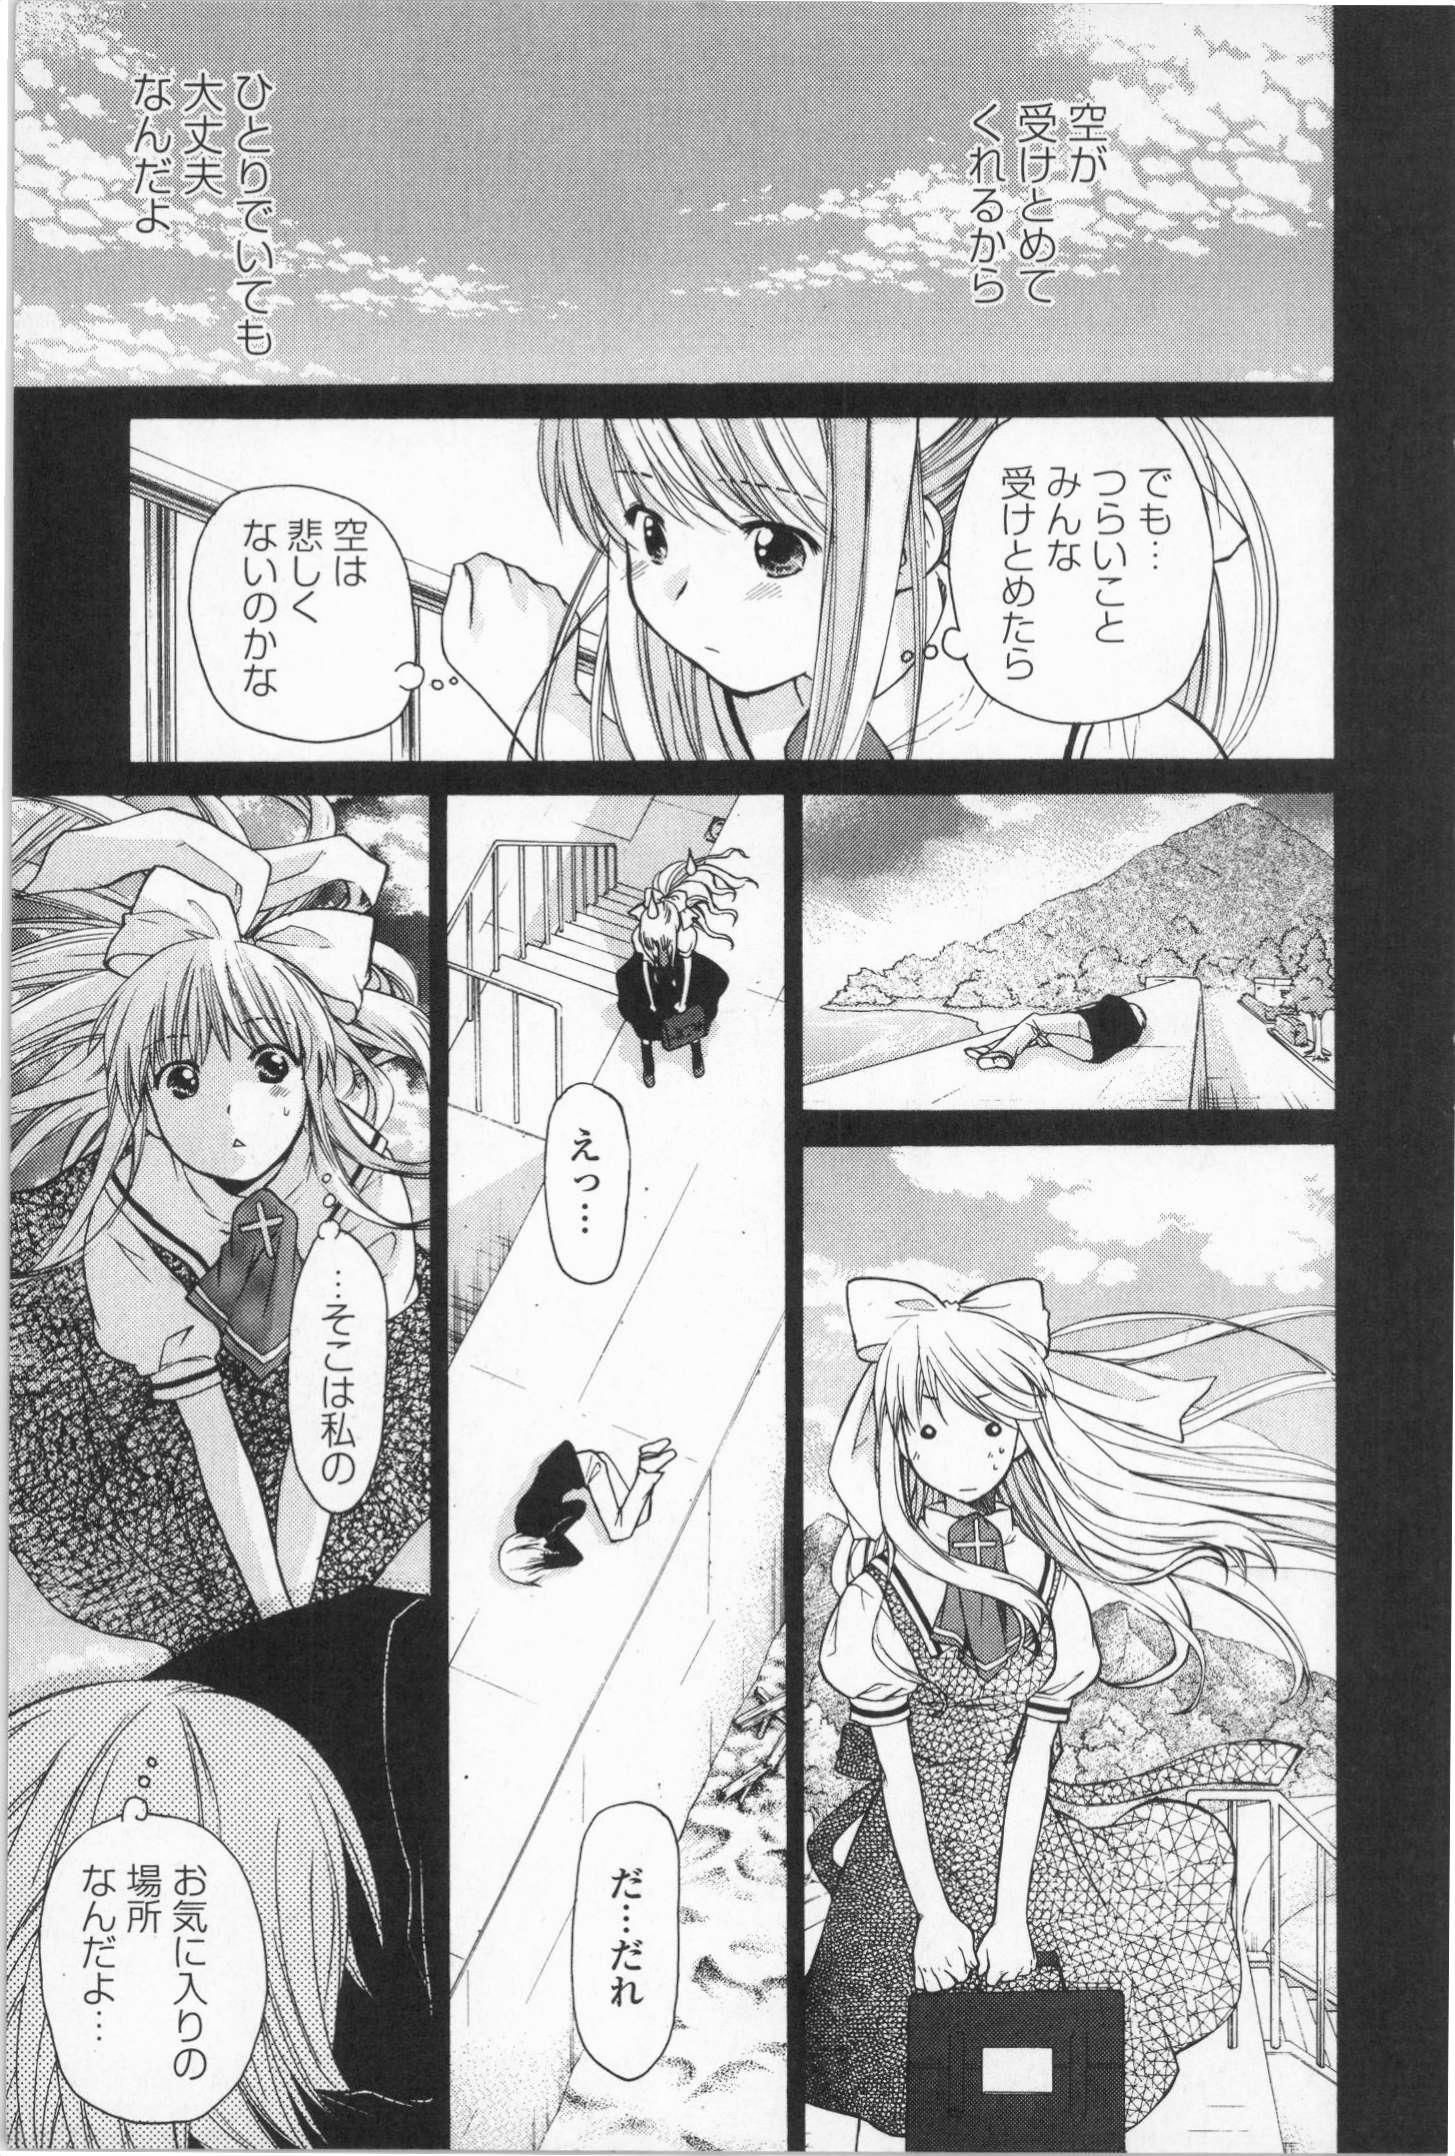 空が
受けとめて
くれるから
ひとりでいても
大丈夫
なんだよ
でも…
つらいこと
みんな
受けとめたら
空は
悲しく
ないのかな
えっ…
だ…だれ
…そこは私の
お気に入りの
場所
なんだよ…